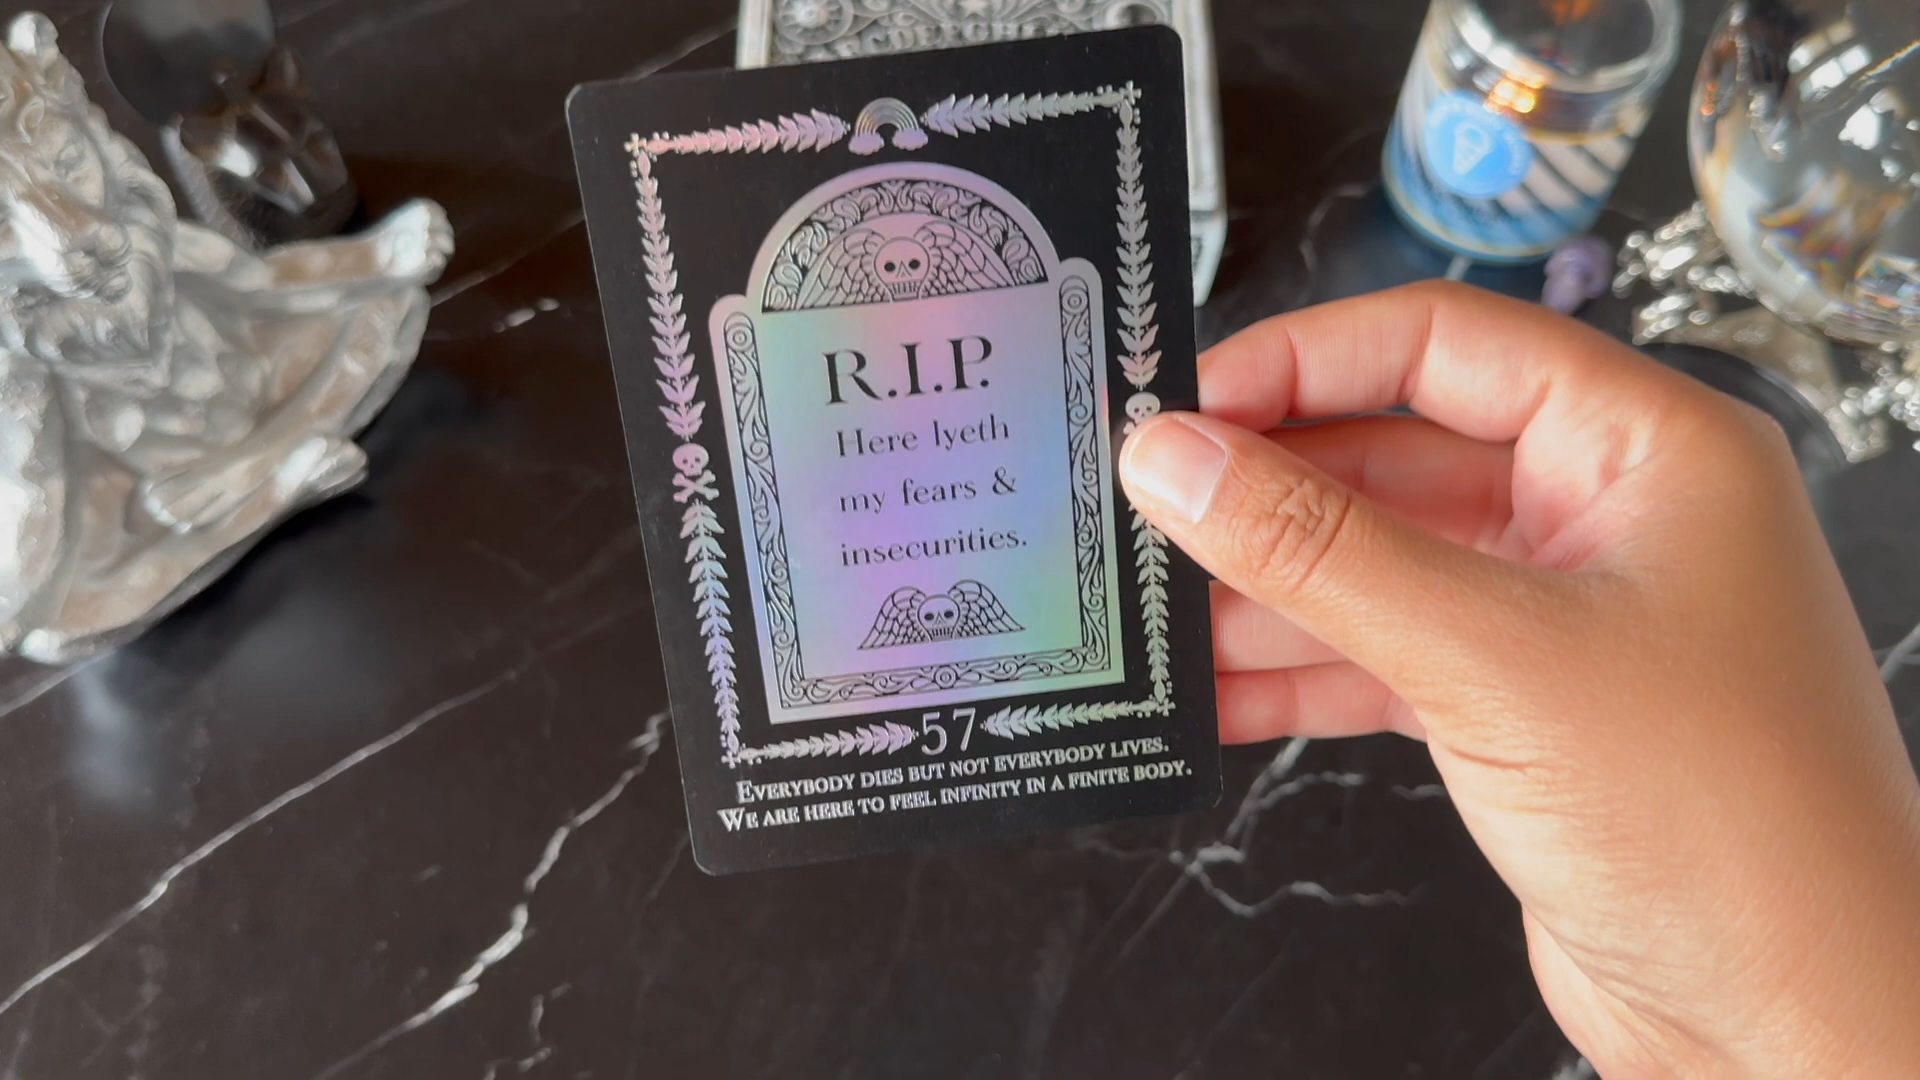 R.I.P.
Here lyeth
my fears &
insecurities.
57
EVERYBODY DIES BUT NOT EVERYBODY LIVES.
WE ARE HERE TO FEEL INFINITY IN A FINITE BODY.